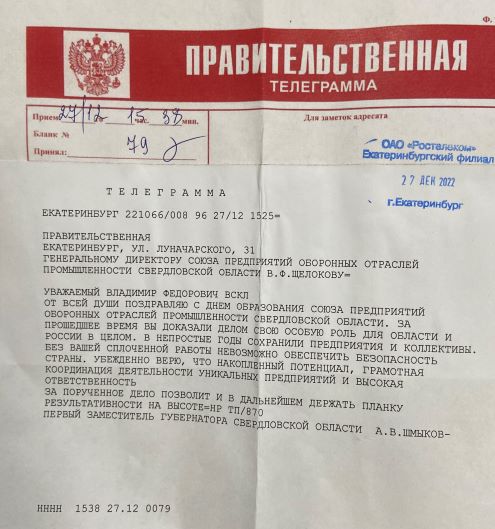 Ф.
ПРАВИТЕЛЬСТВЕННАЯ
ТЕЛЕГРАММА
Прием 27/12 го 15 час. 38 мин.
Бланк № 79
Принял:
Для заметок адресата
ОАО «Ростелеком»
Екатеринбургский филиал
27 ДЕК 2022
г.Екатеринбург
ТЕЛЕГРАММА
ЕКАТЕРИНБУРГ 221066/008 96 27/12 1525=
ПРАВИТЕЛЬСТВЕННАЯ
ЕКАТЕРИНБУРГ, УЛ. ЛУНАЧАРСКОГО, 31
ГЕНЕРАЛЬНОМУ ДИРЕКТОРУ СОЮЗА ПРЕДПРИЯТИЙ ОБОРОННЫХ ОТРАСЛЕЙ
ПРОМЫШЛЕННОСТИ СВЕРДЛОВСКОЙ ОБЛАСТИ В.Ф.ЩЕЛОКОВУ=
УВАЖАЕМЫЙ ВЛАДИМИР ФЕДОРОВИЧ ВСКЛ
ОТ ВСЕЙ ДУШИ ПОЗДРАВЛЯЮ С ДНЕМ ОБРАЗОВАНИЯ СОЮЗА ПРЕДПРИЯТИЙ
ОБОРОННЫХ ОТРАСЛЕЙ ПРОМЫШЛЕННОСТИ СВЕРДЛОВСКОЙ ОБЛАСТИ. ЗА
ПРОШЕДШЕЕ ВРЕМЯ ВЫ ДОКАЗАЛИ ДЕЛОМ СВОЮ ОСОБУЮ РОЛЬ ДЛЯ ОБЛАСТИ И
РОССИИ В ЦЕЛОМ. В НЕПРОСТЫЕ ГОДЫ СОХРАНИЛИ ПРЕДПРИЯТИЯ И КОЛЛЕКТИВЫ.
БЕЗ ВАШЕЙ СПЛОЧЕННОЙ РАБОТЫ НЕВОЗМОЖНО ОБЕСПЕЧИТЬ БЕЗОПАСНОСТЬ
СТРАНЫ. УБЕЖДЕННО ВЕРЮ, ЧТО НАКОПЛЕННЫЙ ПОТЕНЦИАЛ, ГРАМОТНАЯ
КООРДИНАЦИЯ ДЕЯТЕЛЬНОСТИ УНИКАЛЬНЫХ ПРЕДПРИЯТИЙ И ВЫСОКАЯ
ОТВЕТСТВЕННОСТЬ
ЗА ПОРУЧЕННОЕ ДЕЛО ПОЗВОЛИТ И В ДАЛЬНЕЙШЕМ ДЕРЖАТЬ ПЛАНКУ
РЕЗУЛЬТАТИВНОСТИ НА ВЫСОТЕ=НР ТП/870
ПЕРВЫЙ ЗАМЕСТИТЕЛЬ ГУБЕРНАТОРА СВЕРДЛОВСКОЙ ОБЛАСТИ А.В.ШМЫКОВ-
НННН 1538 27.12 0079